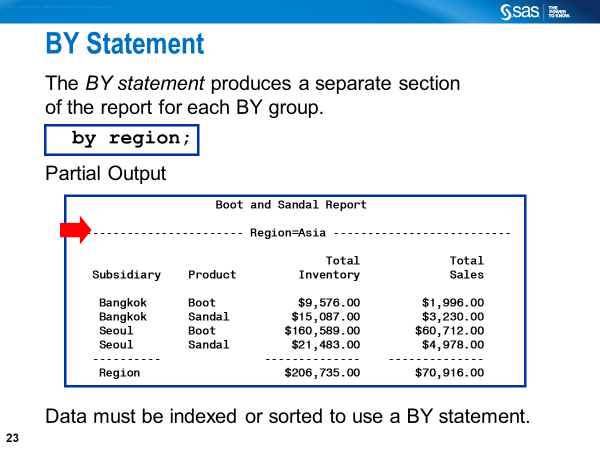 sas THE POWER TO KNOW.
BY Statement
The BY statement produces a separate section
of the report for each BY group.
by region;
Partial Output
Boot and Sandal Report
---------------------- Region=Asia --------------------------
Total Total
Subsidiary Product Inventory Sales
Bangkok Boot $9,576.00 $1,996.00
Bangkok Sandal $15,087.00 $3,230.00
Seoul Boot $160,589.00 $60,712.00
Seoul Sandal $21,483.00 $4,978.00
---------- -------------- --------------
Region $206,735.00 $70,916.00
Data must be indexed or sorted to use a BY statement.
23